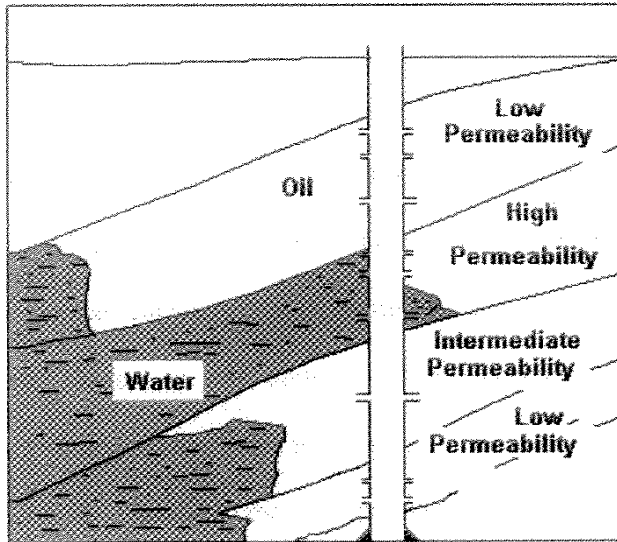 Low
Permeability
Oil
High
Permeability
Intermediate
Permeability
Water
Low
Permeability